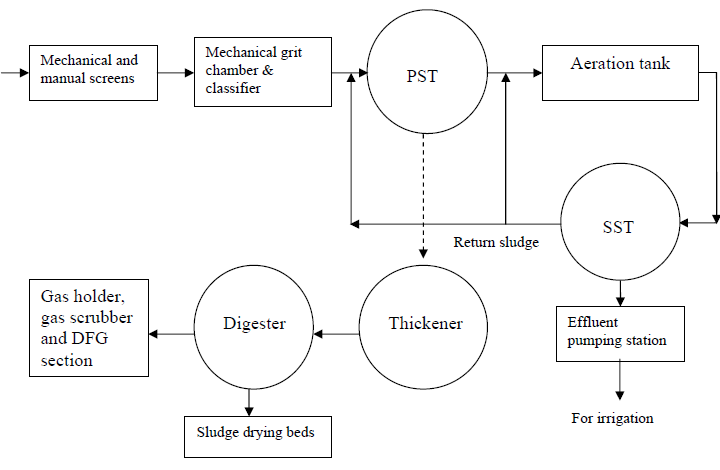 Mechanical and
manual screens
Mechanical grit
chamber &
classifier
PST
Aeration tank
SST
Return sludge
Gas holder,
gas scrubber
and DFG
section
Digester
Thickener
Effluent
pumping station
Sludge drying beds
For irrigation